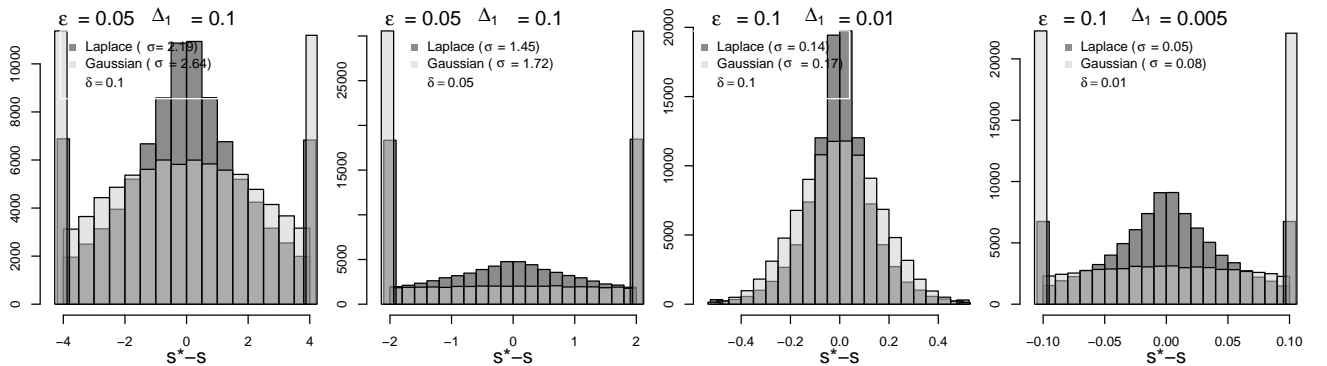 ε = 0.05 Δ1 = 0.1
Laplace ( σ= 2.19)
Gaussian ( σ = 2.64)
δ = 0.1
0 2000 4000 6000 8000 10000
−4 −2 0 2 4
s*−s
ε = 0.05 Δ1 = 0.1
Laplace ( σ = 1.45)
Gaussian ( σ = 1.72)
δ = 0.05
0 5000 15000 25000
−2 −1 0 1 2
s*−s
ε = 0.1 Δ1 = 0.01
Laplace ( σ = 0.14)
Gaussian ( σ = 0.17)
δ = 0.1
0 5000 10000 15000 20000
−0.4 −0.2 0.0 0.2 0.4
s*−s
ε = 0.1 Δ1 = 0.005
Laplace ( σ = 0.05)
Gaussian ( σ = 0.08)
δ = 0.01
0 5000 10000 15000 20000
−0.10 −0.05 0.00 0.05 0.10
s*−s